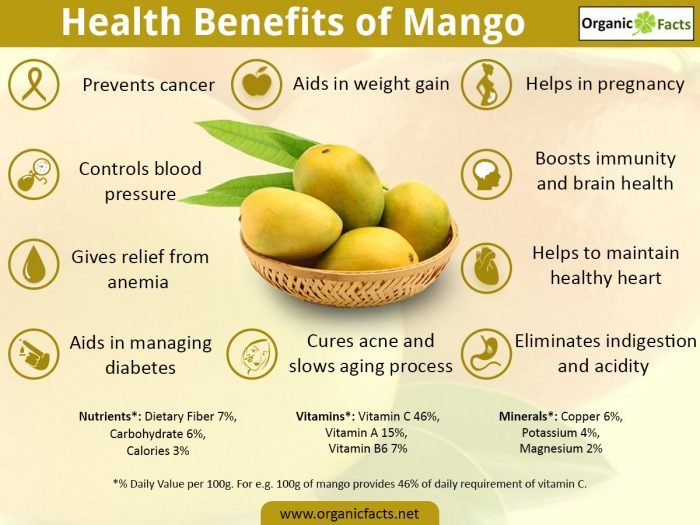 Health Benefits of Mango
Organic Facts
Prevents cancer
Aids in weight gain
Helps in pregnancy
Controls blood
pressure
Boosts immunity
and brain health
Gives relief from
anemia
Helps to maintain
healthy heart
Aids in managing
diabetes
Cures acne and
slows aging process
Eliminates indigestion
and acidity
Nutrients*: Dietary Fiber 7%,
Carbohydrate 6%,
Calories 3%
Vitamins*: Vitamin C 46%,
Vitamin A 15%,
Vitamin B6 7%
Minerals*: Copper 6%,
Potassium 4%,
Magnesium 2%
*% Daily Value per 100g. For e.g. 100g of mango provides 46% of daily requirement of vitamin C.
www.organicfacts.net